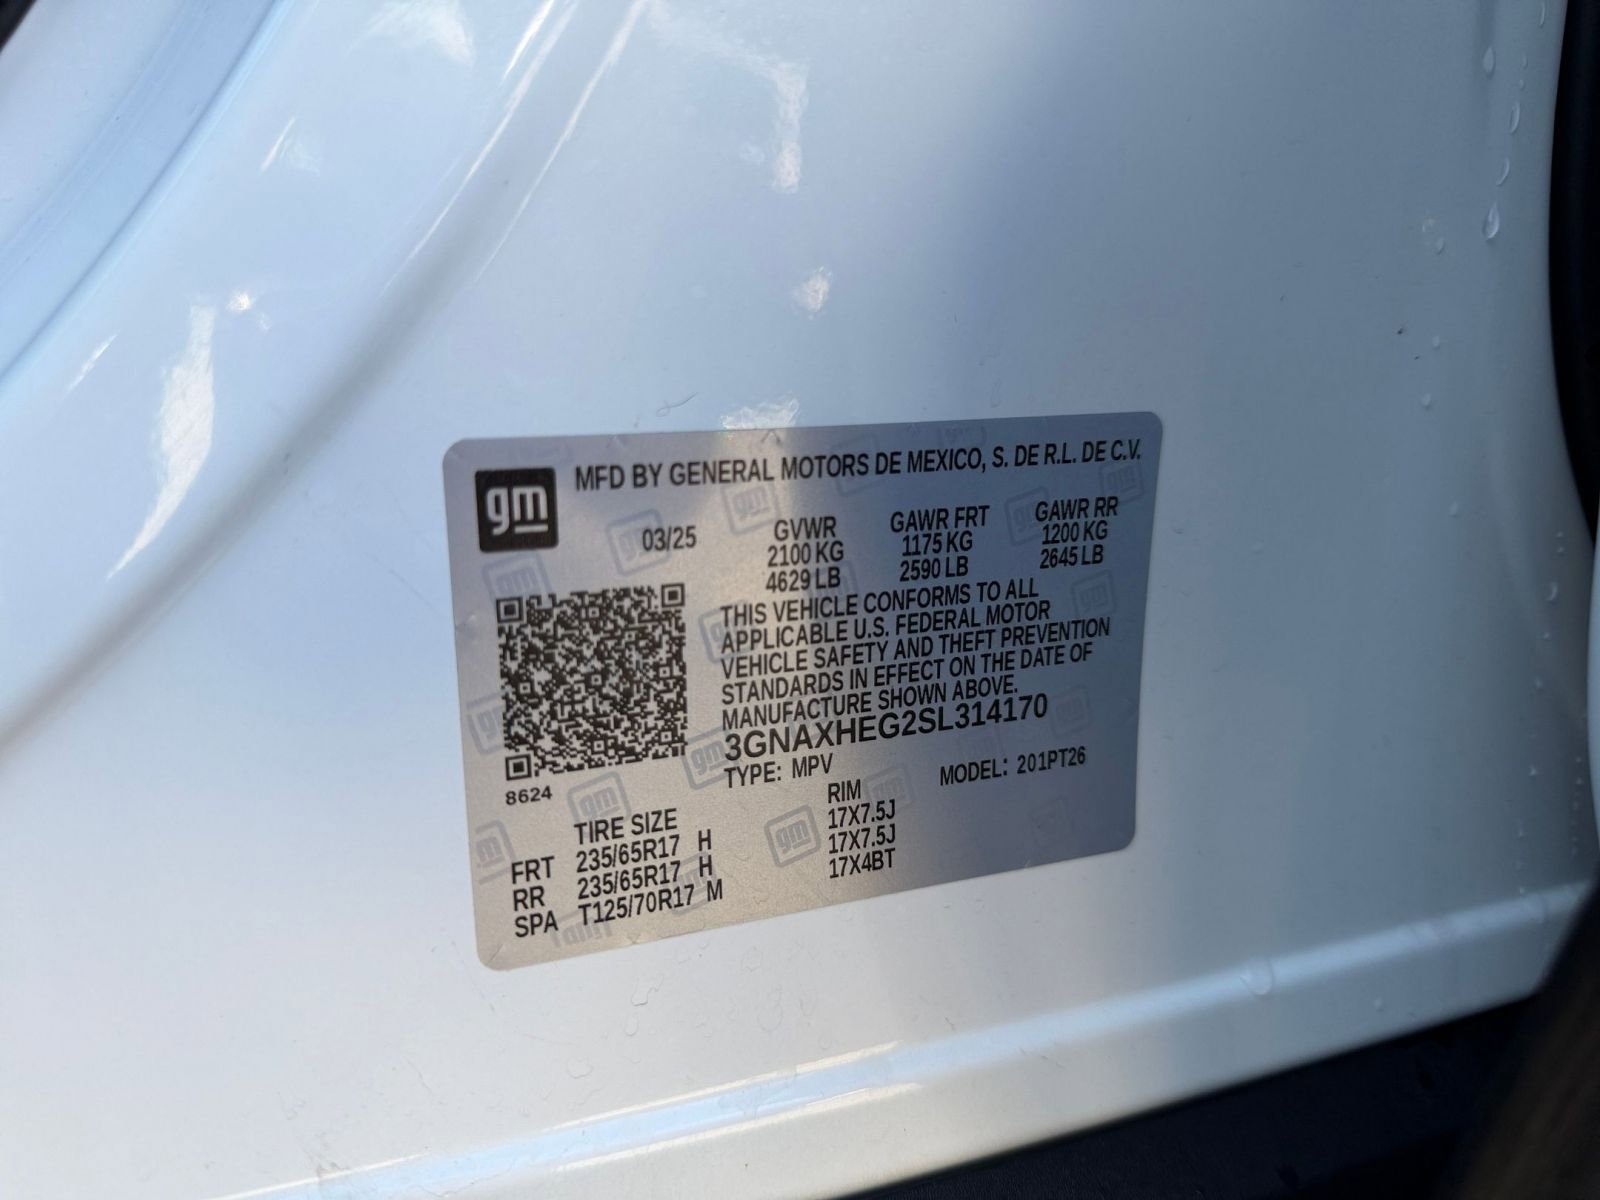 gm MFD BY GENERAL MOTORS DE MEXICO, S. DE R.L. DE C.V.
03/25 GVWR GAWR FRT GAWR RR
2100 KG 1175 KG 1200 KG
4629 LB 2590 LB 2645 LB
THIS VEHICLE CONFORMS TO ALL
APPLICABLE U.S. FEDERAL MOTOR
VEHICLE SAFETY AND THEFT PREVENTION
STANDARDS IN EFFECT ON THE DATE OF
MANUFACTURE SHOWN ABOVE.
3GNAXHEG2SL314170
TYPE: MPV MODEL: 201PT26
8624
TIRE SIZE RIM
FRT 235/65R17 H 17X7.5J
RR 235/65R17 H 17X7.5J
SPA T125/70R17 M 17X4BT